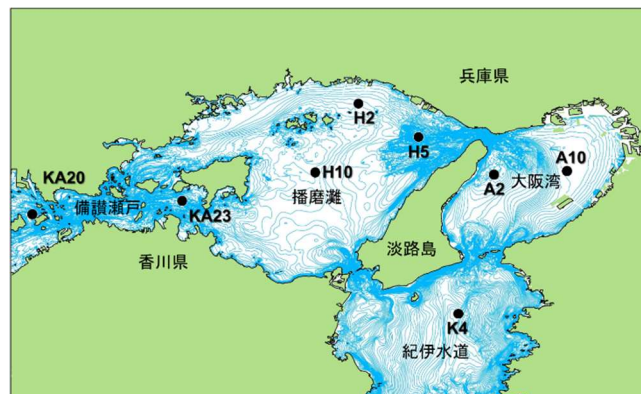 兵庫県
H2
H5
KA20
H10
A10
A2
大阪湾
播磨灘
備讃瀬戸
KA23
淡路島
香川県
K4
紀伊水道